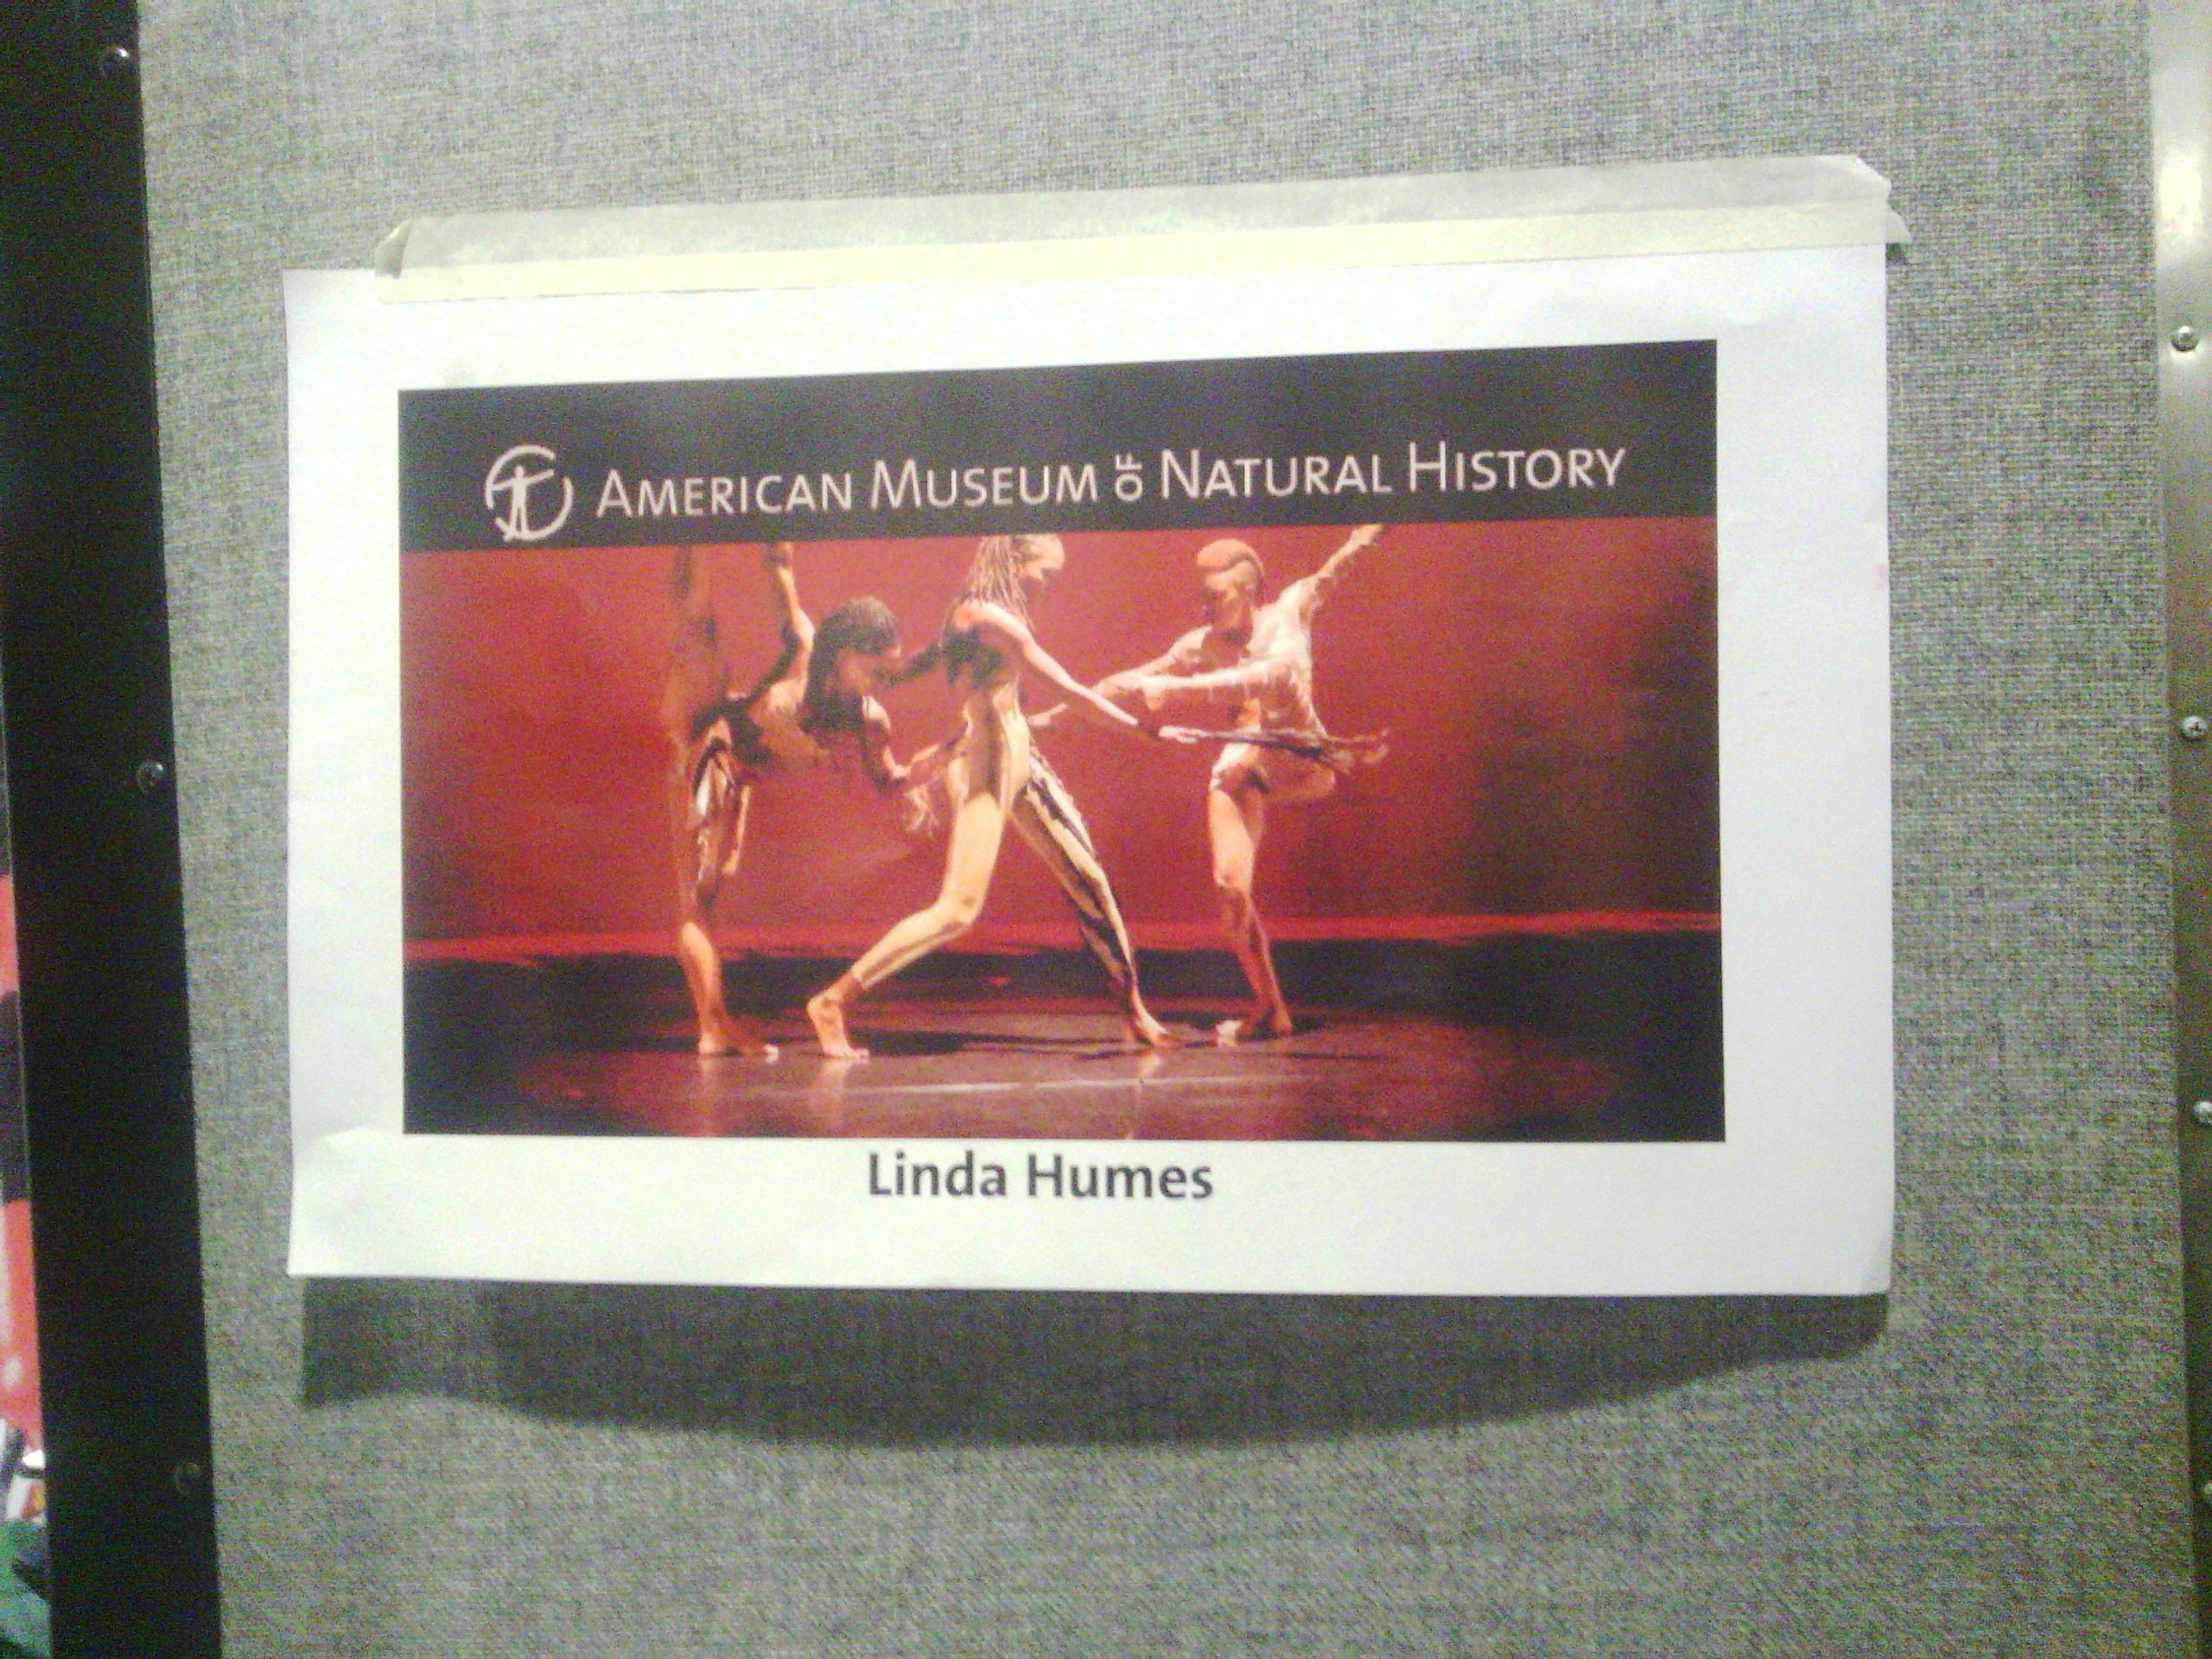 AMERICAN MUSEUM OF NATURAL HISTORY
Linda Humes